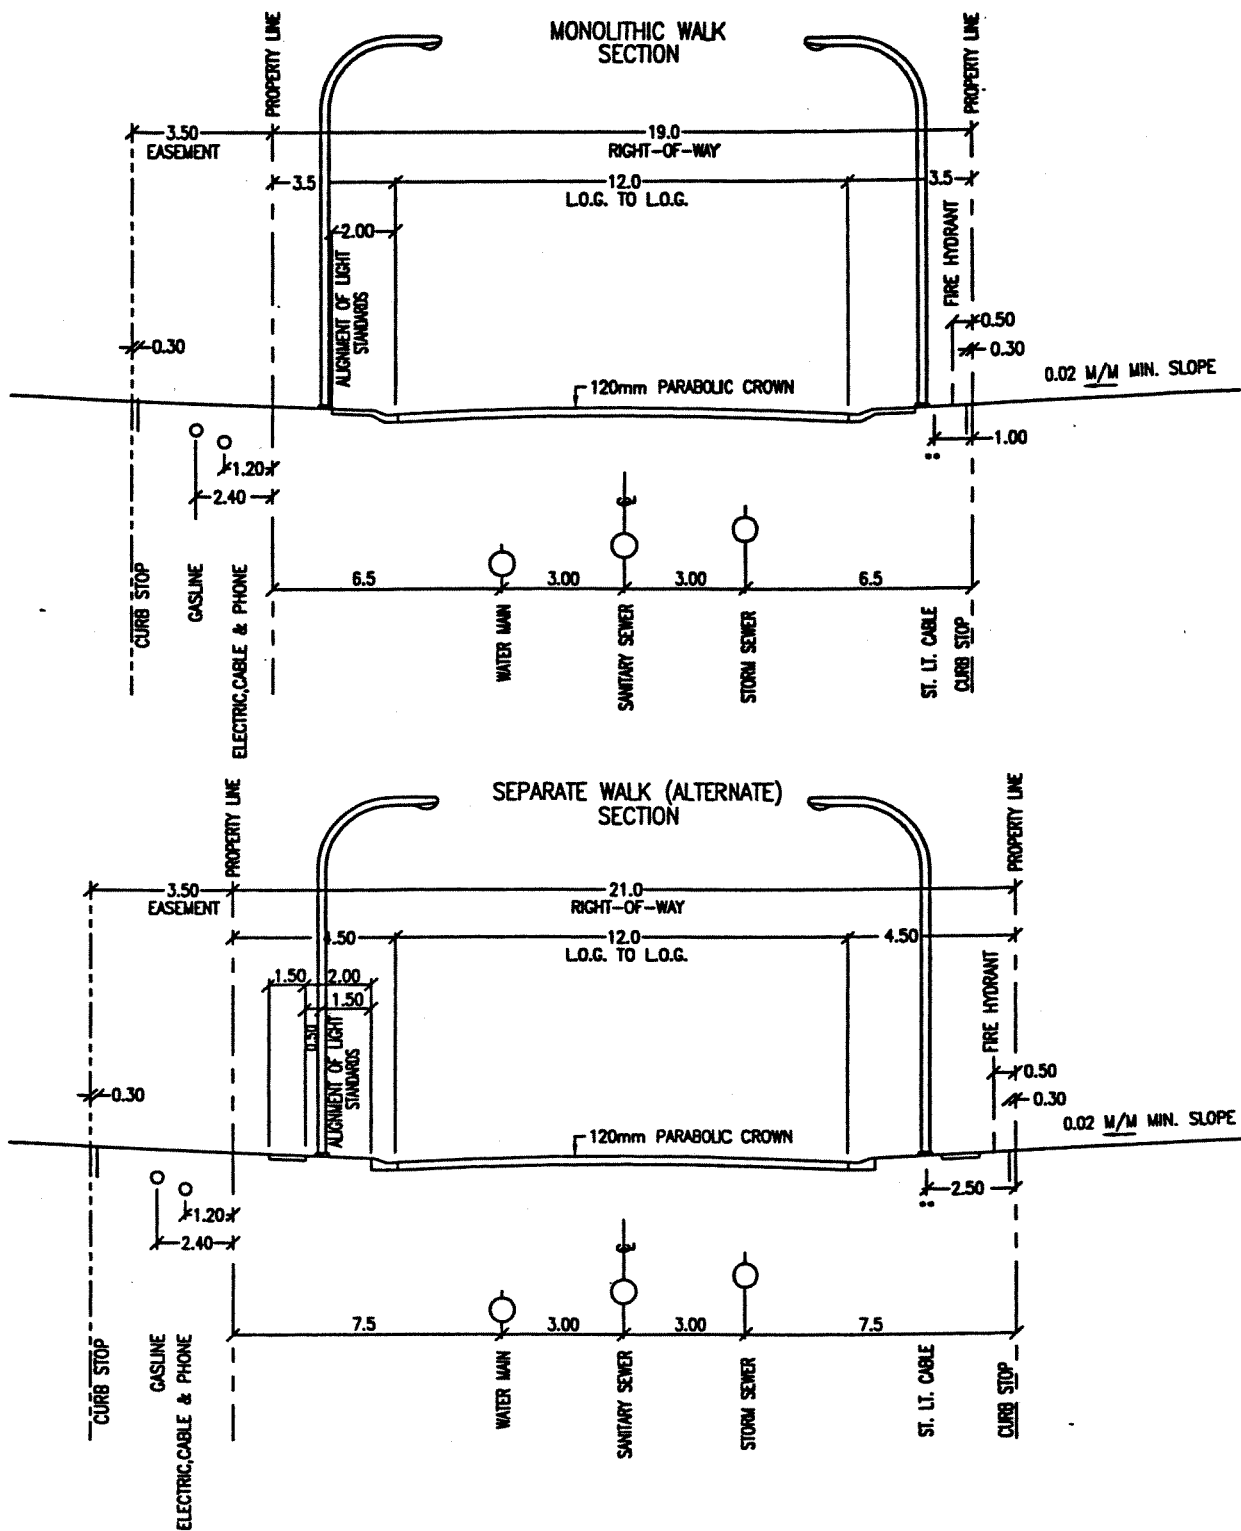 MONOLITHIC WALK
SECTION
PROPERTY LINE
PROPERTY LINE
3.50
EASEMENT
19.0
RIGHT-OF-WAY
3.5
12.0
L.O.G. TO L.O.G.
3.5
2.00
ALIGNMENT OF LIGHT
STANDARDS
FIRE HYDRANT
0.50
0.30
0.30
0.02 M/M MIN. SLOPE
120mm PARABOLIC CROWN
1.00
1.20
2.40
℄
6.5
3.00
3.00
6.5
CURB STOP
GASLINE
ELECTRIC,CABLE & PHONE
WATER MAIN
SANITARY SEWER
STORM SEWER
ST. LT. CABLE
CURB STOP
SEPARATE WALK (ALTERNATE)
SECTION
PROPERTY LINE
PROPERTY LINE
3.50
EASEMENT
21.0
RIGHT-OF-WAY
4.50
12.0
L.O.G. TO L.O.G.
4.50
1.50
2.00
1.50
0.50
ALIGNMENT OF LIGHT
STANDARDS
FIRE HYDRANT
0.50
0.30
0.30
0.02 M/M MIN. SLOPE
120mm PARABOLIC CROWN
2.50
1.20
2.40
℄
7.5
3.00
3.00
7.5
CURB STOP
GASLINE
ELECTRIC,CABLE & PHONE
WATER MAIN
SANITARY SEWER
STORM SEWER
ST. LT. CABLE
CURB STOP